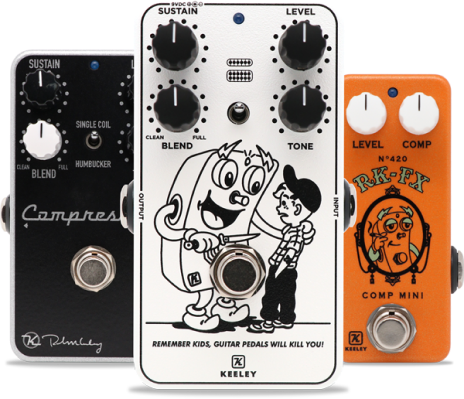 SUSTAIN
SINGLE COIL
HUMBUCKER
CLEAN
FULL
BLEND
Compres
9VDC
SUSTAIN
LEVEL
CLEAN
FULL
BLEND
TONE
OUTPUT
INPUT
REMEMBER KIDS, GUITAR PEDALS WILL KILL YOU!
KEELEY
LEVEL
COMP
Nº420
RK-FX
COMP MINI
KEELEY